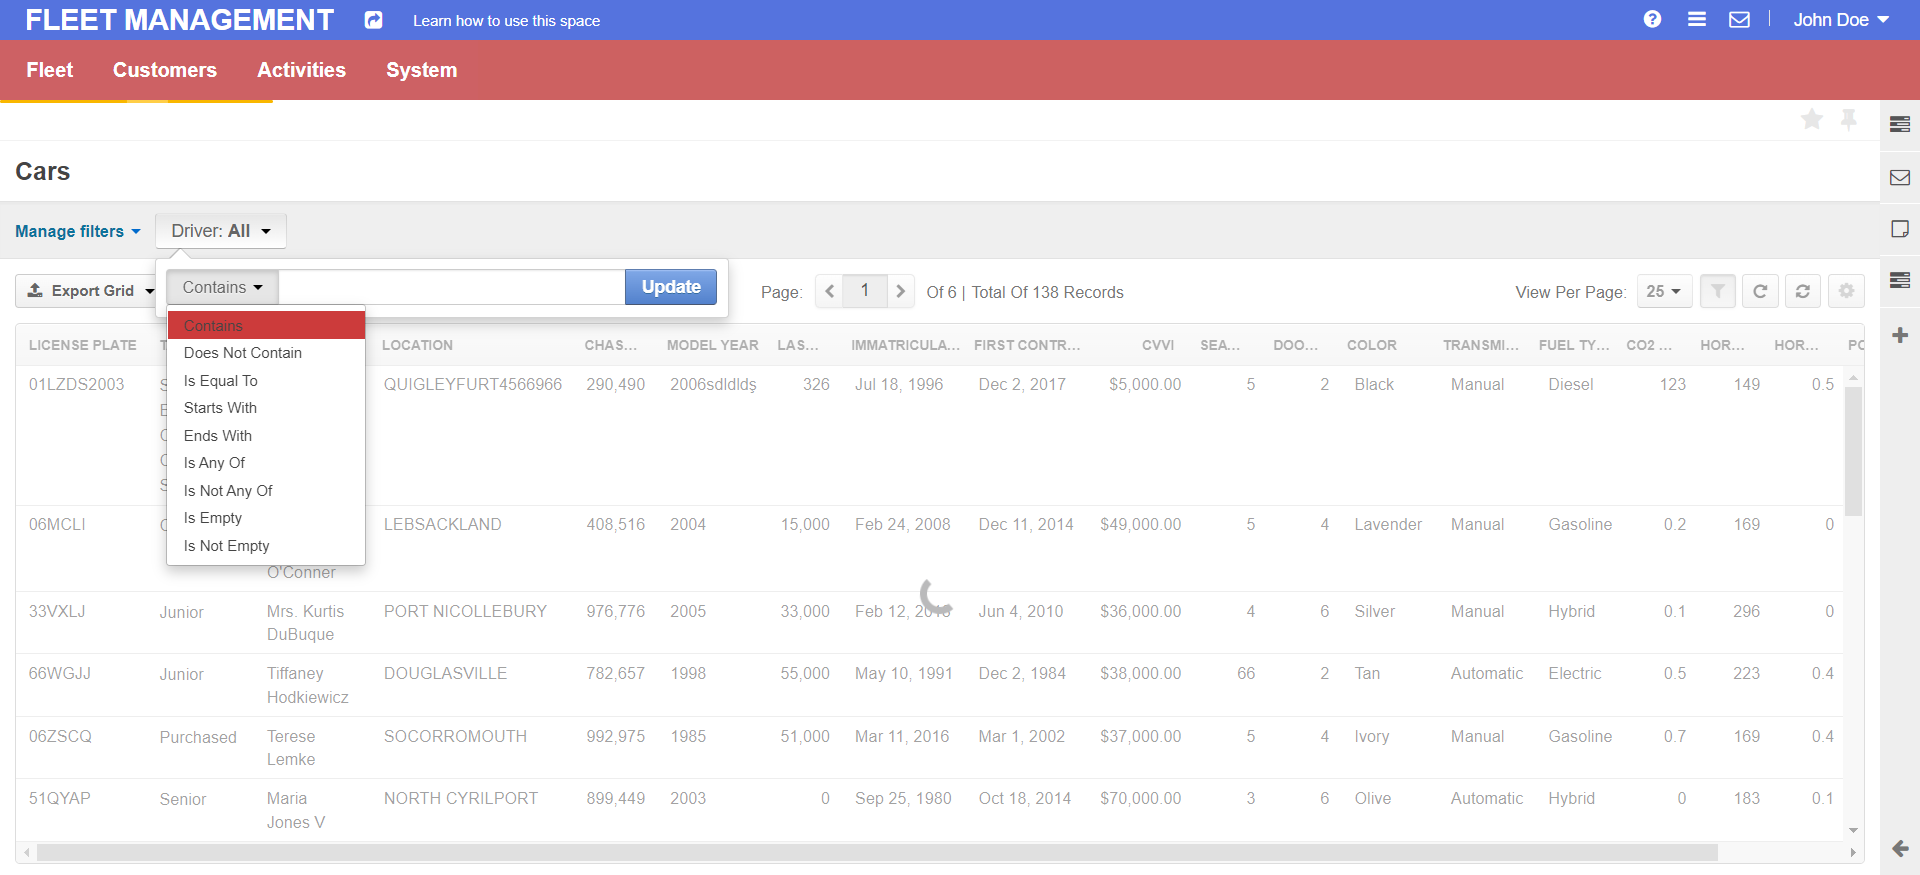 FLEET MANAGEMENT Learn how to use this space John Doe
Fleet Customers Activities System
Cars
Manage filters Driver: All
Export Grid Contains Update Page: 1 Of 6 | Total Of 138 Records View Per Page: 25
Contains
Does Not Contain
Is Equal To
Starts With
Ends With
Is Any Of
Is Not Any Of
Is Empty
Is Not Empty
LICENSE PLATE T LOCATION CHAS... MODEL YEAR LAS... IMMATRICULA... FIRST CONTR... CVVI SEA... DOO... COLOR TRANSMI... FUEL TY... CO2 ... HOR... HOR... PO
01LZDS2003 QUIGLEYFURT4566966 290,490 2006sdldldş 326 Jul 18, 1996 Dec 2, 2017 $5,000.00 5 2 Black Manual Diesel 123 149 0.5
06MCLI LEBSACKLAND 408,516 2004 15,000 Feb 24, 2008 Dec 11, 2014 $49,000.00 5 4 Lavender Manual Gasoline 0.2 169 0
O'Conner
33VXLJ Junior Mrs. Kurtis PORT NICOLLEBURY 976,776 2005 33,000 Feb 12, Jun 4, 2010 $36,000.00 4 6 Silver Manual Hybrid 0.1 296 0
DuBuque
66WGJJ Junior Tiffaney DOUGLASVILLE 782,657 1998 55,000 May 10, 1991 Dec 2, 1984 $38,000.00 66 2 Tan Automatic Electric 0.5 223 0.4
Hodkiewicz
06ZSCQ Purchased Terese SOCORROMOUTH 992,975 1985 51,000 Mar 11, 2016 Mar 1, 2002 $37,000.00 5 4 Ivory Manual Gasoline 0.7 169 0.4
Lemke
51QYAP Senior Maria NORTH CYRILPORT 899,449 2003 0 Sep 25, 1980 Oct 18, 2014 $70,000.00 3 6 Olive Automatic Hybrid 0 183 0.1
Jones V